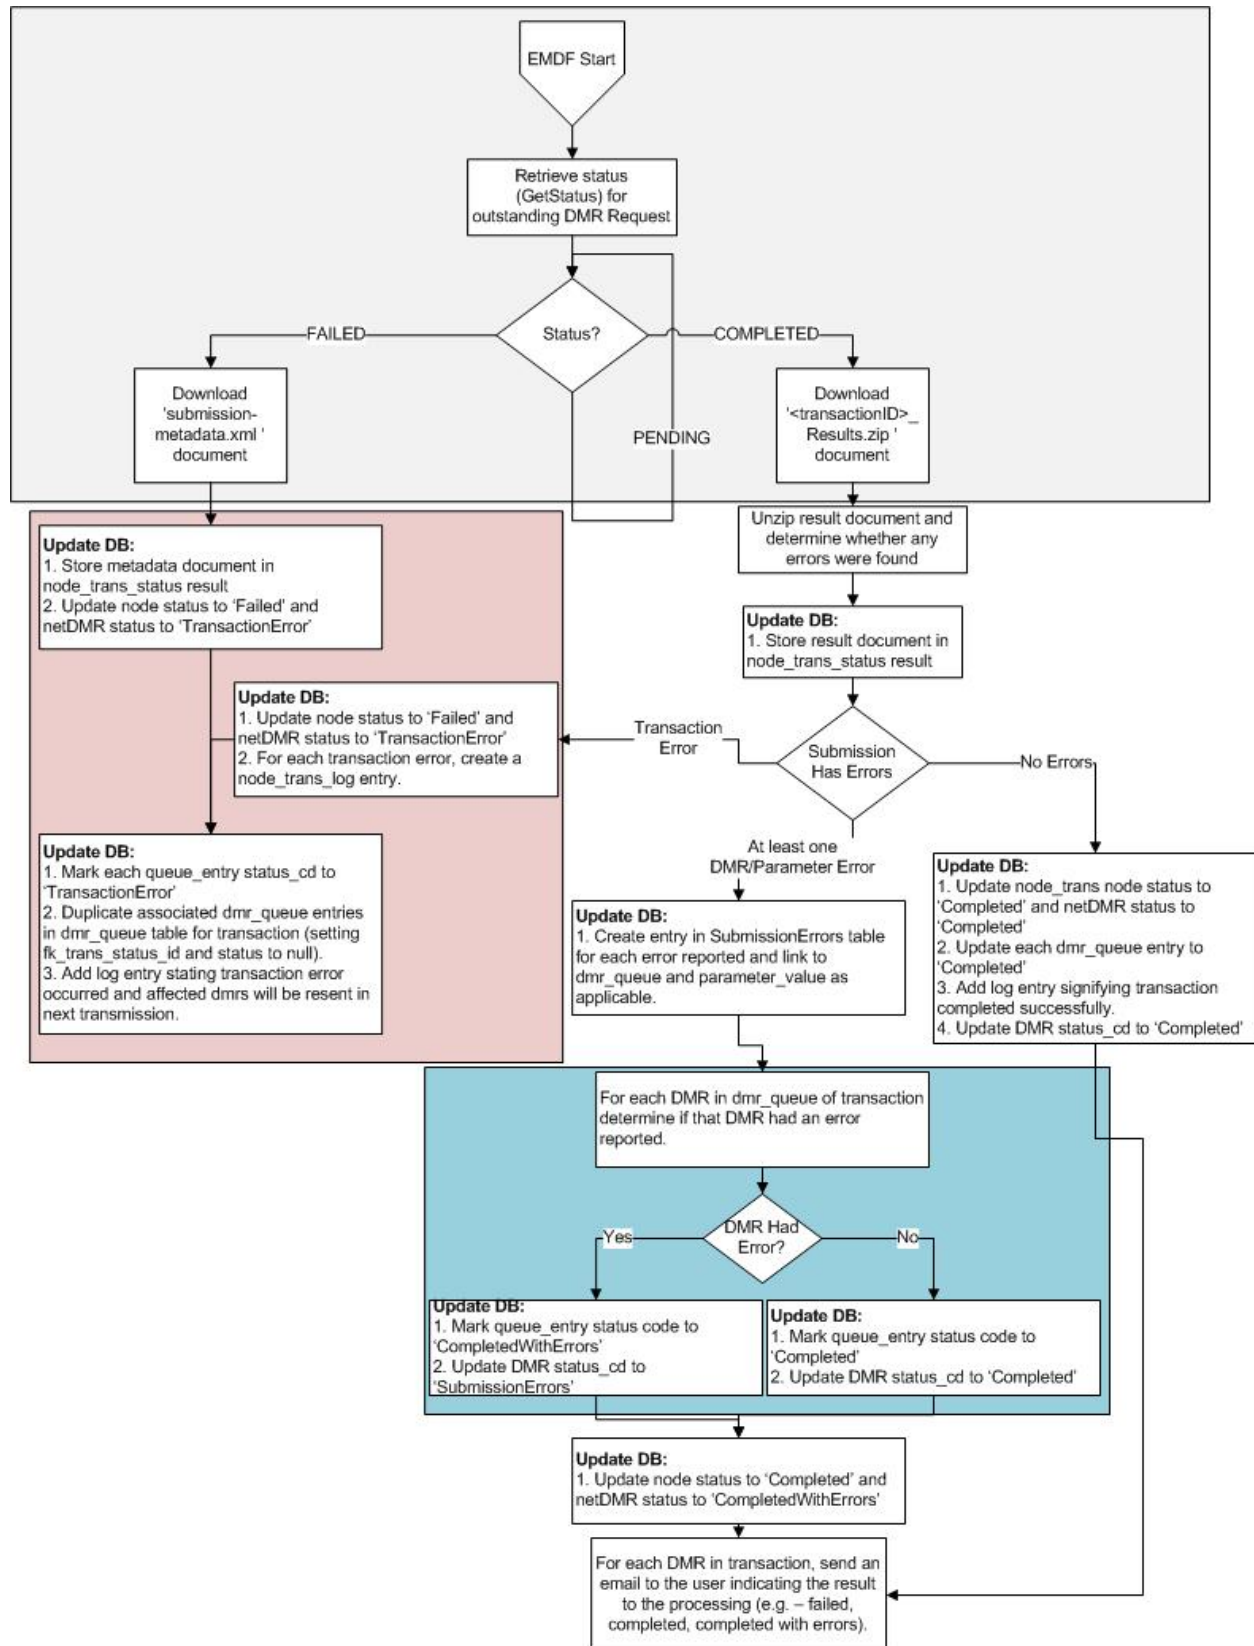 EMDF Start
Retrieve status
(GetStatus) for
outstanding DMR Request
Status?
FAILED
COMPLETED
PENDING
Download
'submission-
metadata.xml '
document
Download
'<transactionID>_
Results.zip '
document
Unzip result document and
determine whether any
errors were found
Update DB:
1. Store metadata document in
node_trans_status result
2. Update node status to ‘Failed’ and
netDMR status to ‘TransactionError’
Update DB:
1. Store result document in
node_trans_status result
Update DB:
1. Update node status to ‘Failed’ and
netDMR status to ‘TransactionError’
2. For each transaction error, create a
node_trans_log entry.
Transaction
Error
Submission
Has Errors
No Errors
At least one
DMR/Parameter Error
Update DB:
1. Mark each queue_entry status_cd to
‘TransactionError’
2. Duplicate associated dmr_queue entries
in dmr_queue table for transaction (setting
fk_trans_status_id and status to null).
3. Add log entry stating transaction error
occurred and affected dmrs will be resent in
next transmission.
Update DB:
1. Create entry in SubmissionErrors table
for each error reported and link to
dmr_queue and parameter_value as
applicable.
Update DB:
1. Update node_trans node status to
‘Completed’ and netDMR status to
‘Completed’
2. Update each dmr_queue entry to
‘Completed’
3. Add log entry signifying transaction
completed successfully.
4. Update DMR status_cd to ‘Completed’
For each DMR in dmr_queue of transaction
determine if that DMR had an error
reported.
DMR Had
Error?
Yes
No
Update DB:
1. Mark queue_entry status code to
‘CompletedWithErrors’
2. Update DMR status_cd to
‘SubmissionErrors’
Update DB:
1. Mark queue_entry status code to
‘Completed’
2. Update DMR status_cd to ‘Completed’
Update DB:
1. Update node status to ‘Completed’ and
netDMR status to ‘CompletedWithErrors’
For each DMR in transaction, send an
email to the user indicating the result
to the processing (e.g. – failed,
completed, completed with errors).